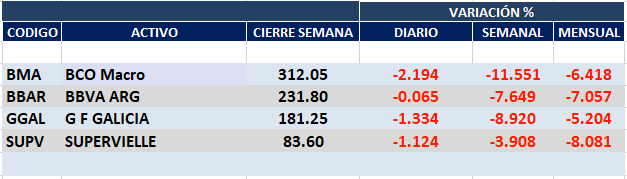 VARIACIÓN %
CODIGO ACTIVO CIERRE SEMANA DIARIO SEMANAL MENSUAL
BMA BCO Macro 312.05 -2.194 -11.551 -6.418
BBAR BBVA ARG 231.80 -0.065 -7.649 -7.057
GGAL G F GALICIA 181.25 -1.334 -8.920 -5.204
SUPV SUPERVIELLE 83.60 -1.124 -3.908 -8.081